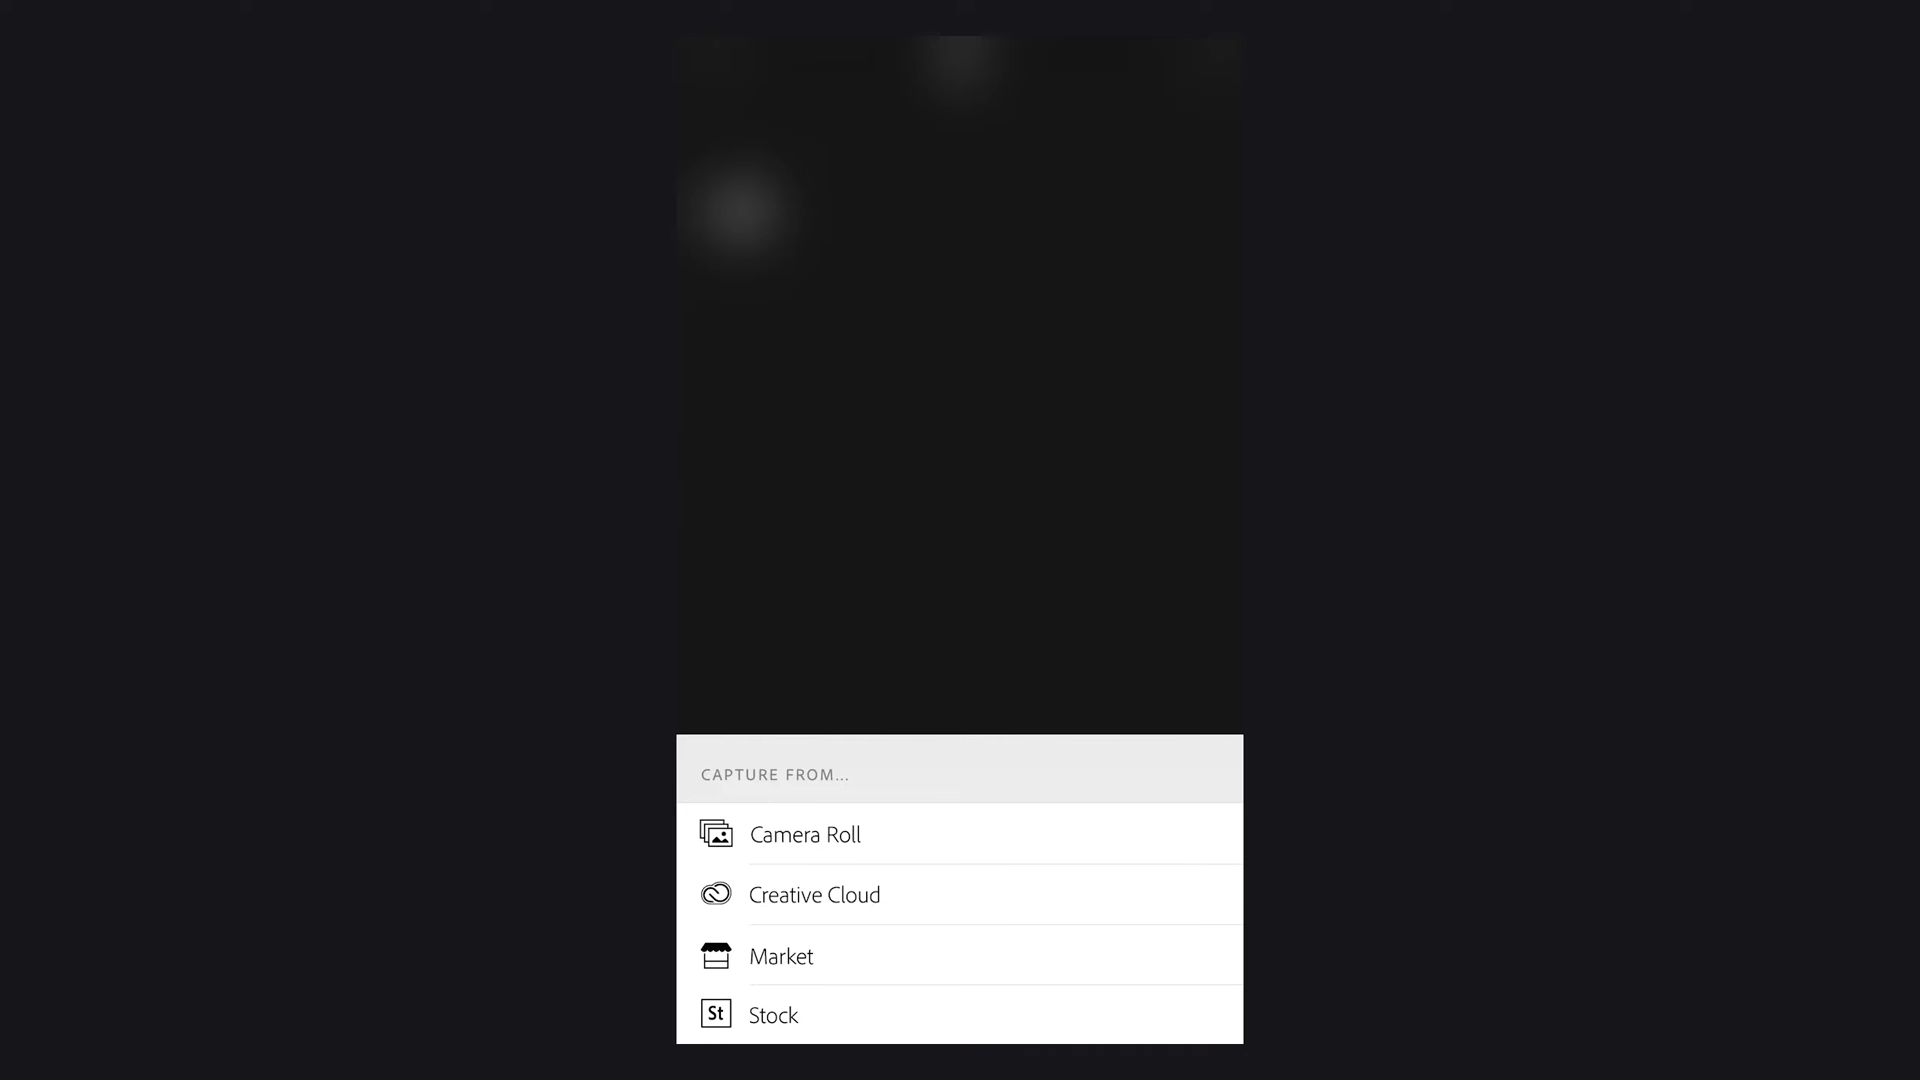 CAPTURE FROM...
Camera Roll
Creative Cloud
Market
St Stock